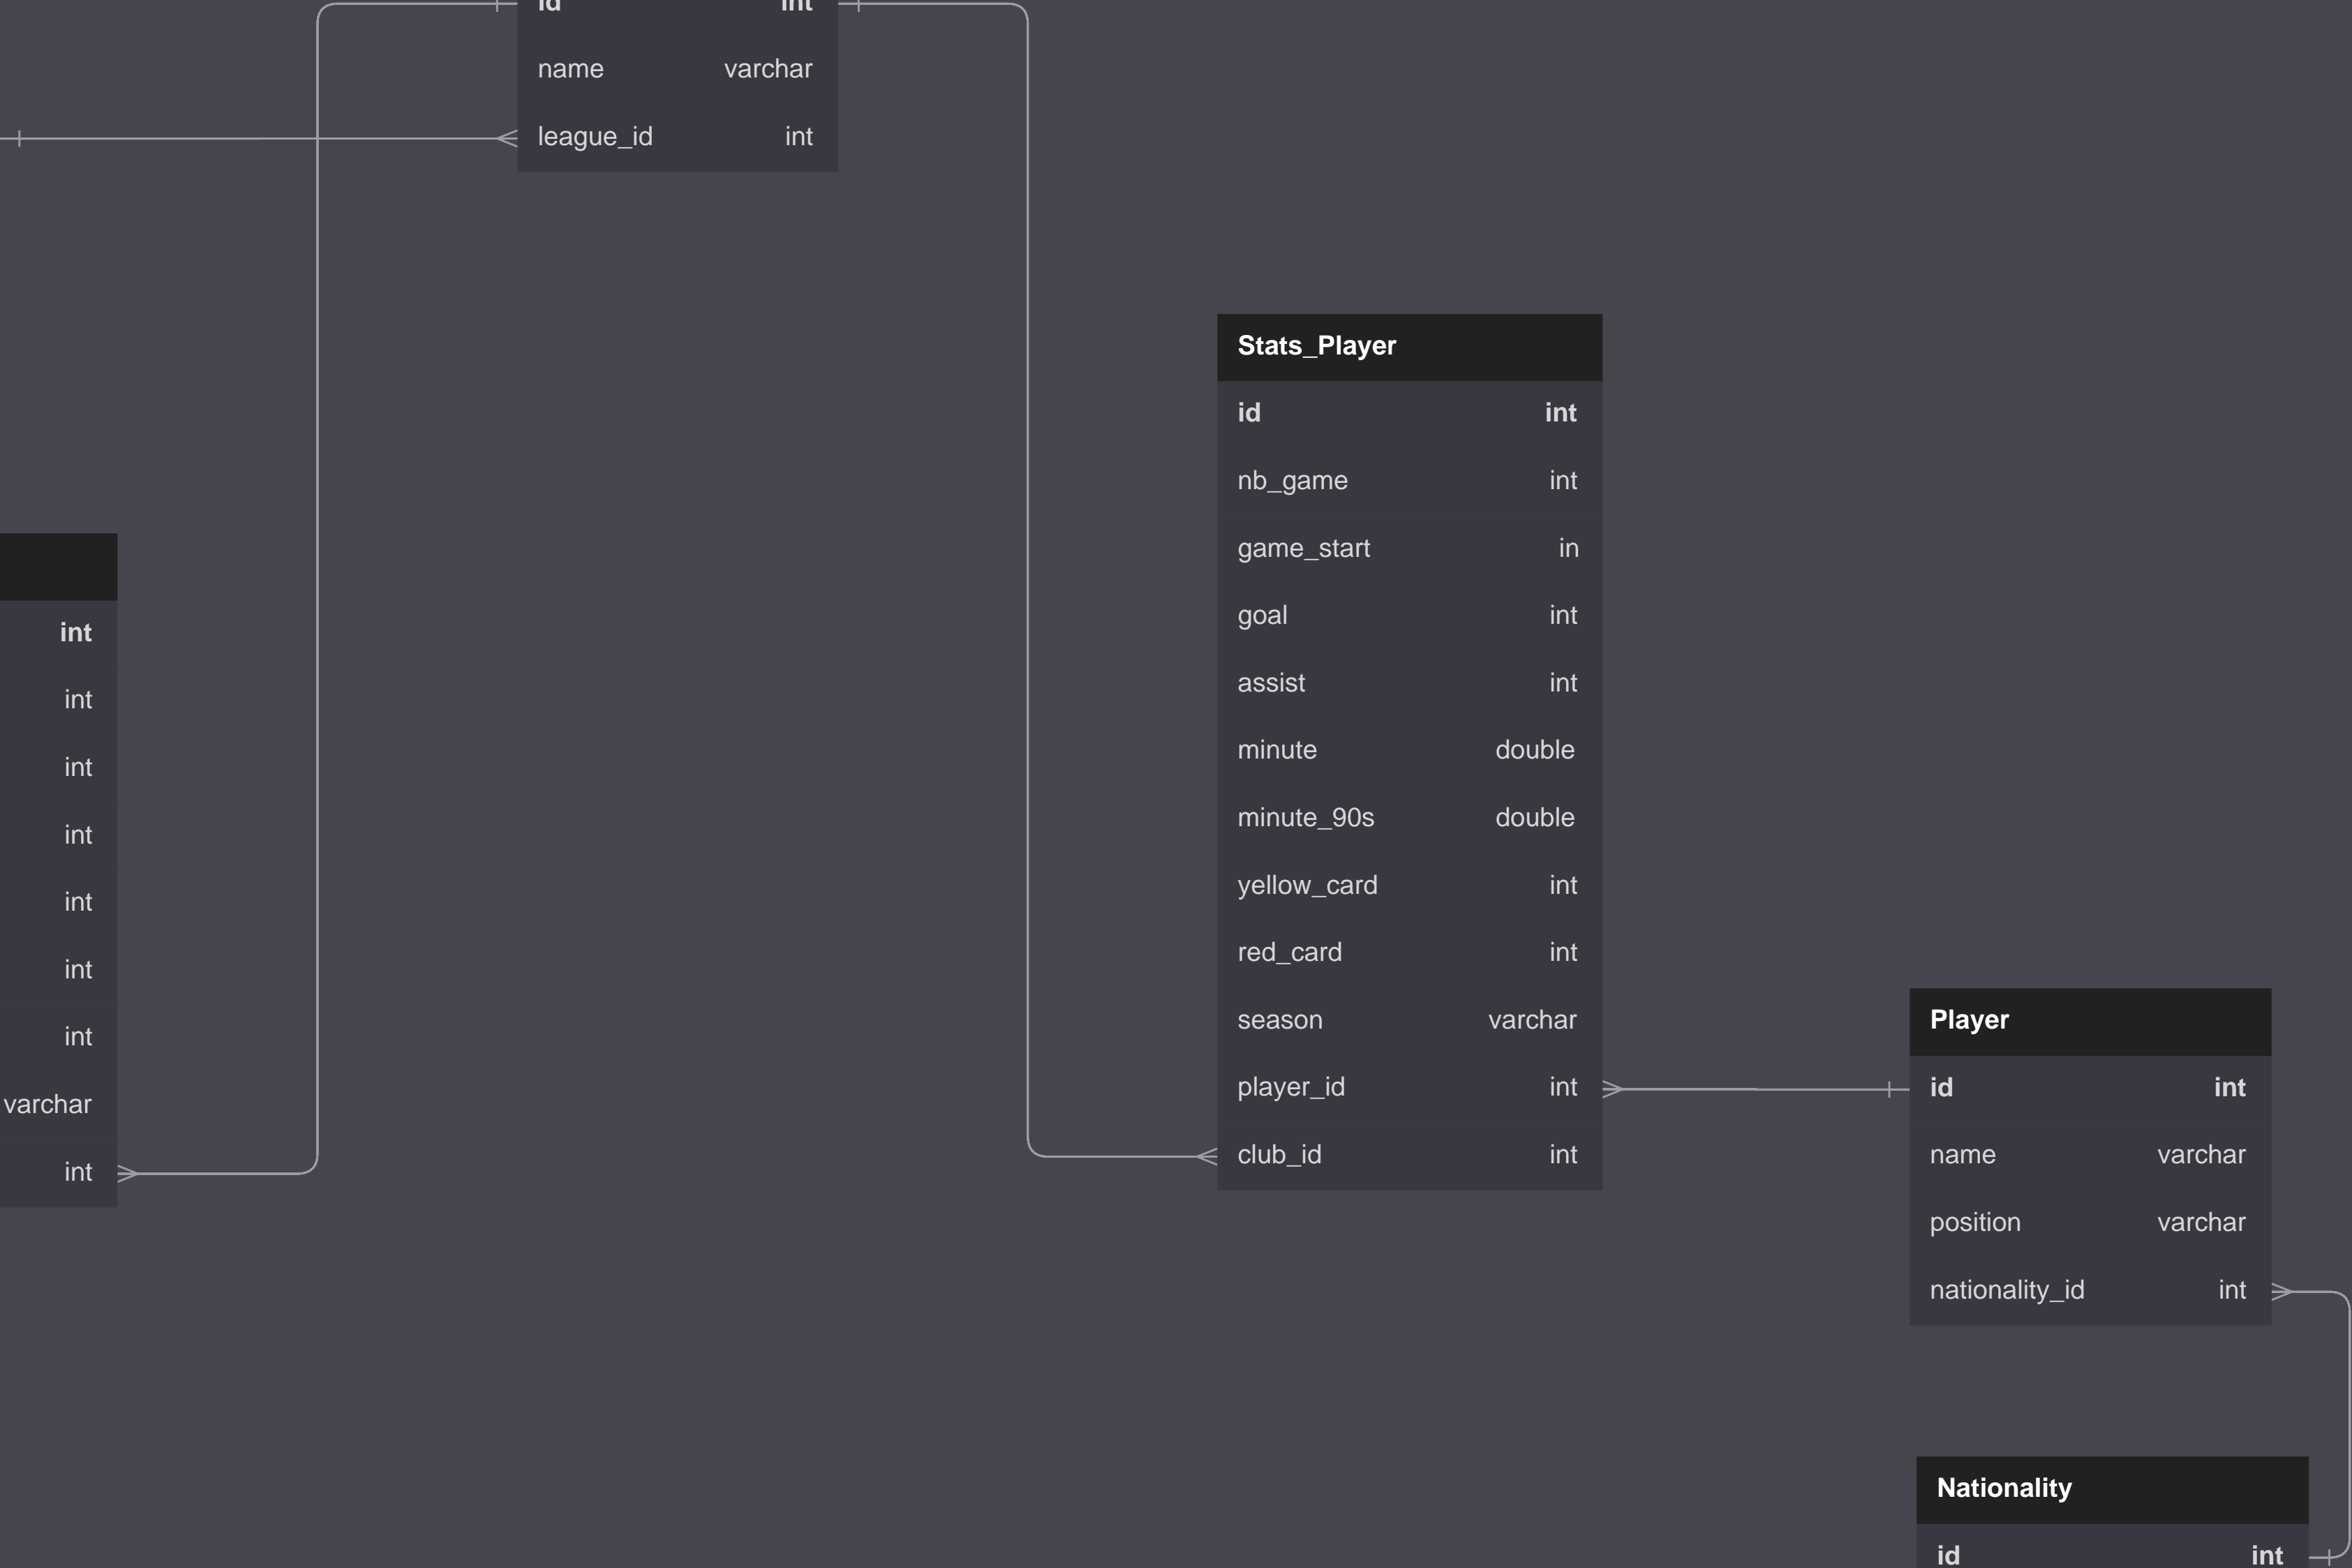 id int
name varchar
league_id int
Stats_Player
id int
nb_game int
game_start in
goal int
assist int
minute double
minute_90s double
yellow_card int
red_card int
season varchar
player_id int
club_id int
int
int
int
int
int
int
int
varchar
int
Player
id int
name varchar
position varchar
nationality_id int
Nationality
id int